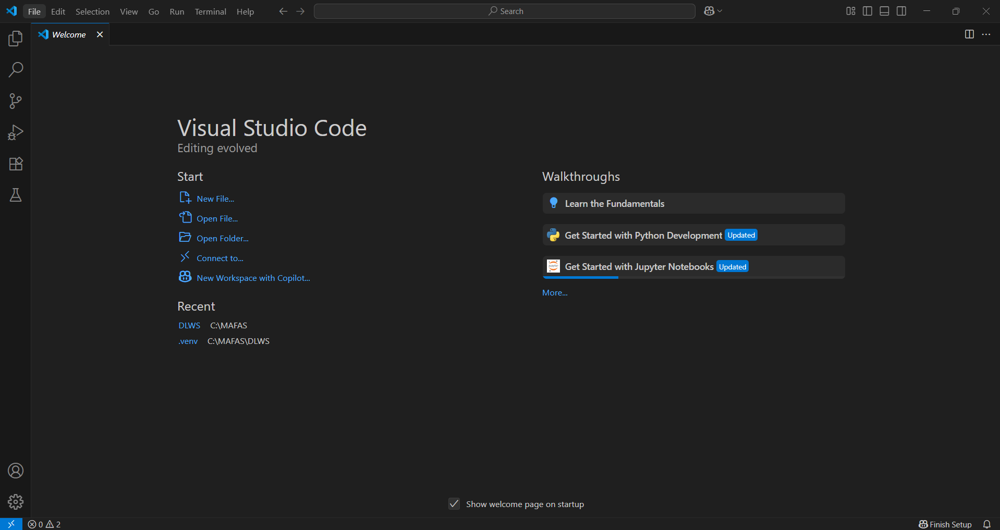 File Edit Selection View Go Run Terminal Help Search
Welcome
Visual Studio Code
Editing evolved
Start
New File...
Open File...
Open Folder...
Connect to...
New Workspace with Copilot...
Recent
DLWS C:\MAFAS
.venv C:\MAFAS\DLWS
Walkthroughs
Learn the Fundamentals
Get Started with Python Development Updated
jupyter Get Started with Jupyter Notebooks Updated
More...
Show welcome page on startup
0 2 Finish Setup